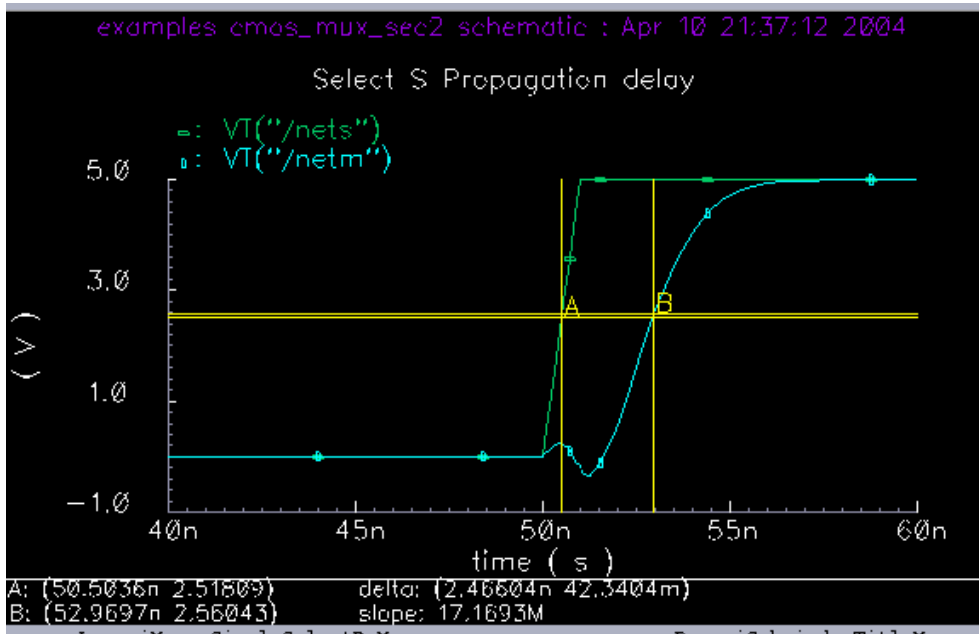 examples cmos_mux_sec2 schematic : Apr 10 21:37:12 2004
Select S Propagation delay
▭: VT("/nets")
▯: VT("/netm")
5.0
3.0
1.0
-1.0
(V)
A
B
40n 45n 50n 55n 60n
time ( s )
A: (50.5036n 2.51809) delta: (2.46604n 42.3404m)
B: (52.9697n 2.56043) slope: 17.1693M